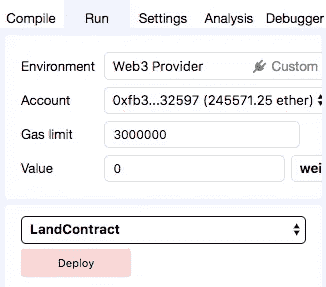 Compile Run Settings Analysis Debugger
Environment Web3 Provider Custom
Account 0xfb3...32597 (245571.25 ether)
Gas limit 3000000
Value 0 wei
LandContract
Deploy